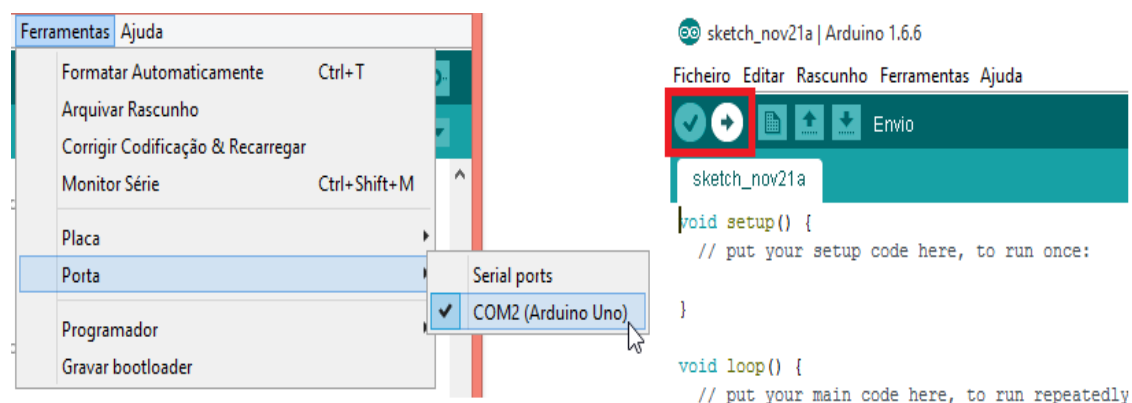 Ferramentas Ajuda
Formatar Automaticamente Ctrl+T
Arquivar Rascunho
Corrigir Codificação & Recarregar
Monitor Série Ctrl+Shift+M
Placa
Porta
Serial ports
COM2 (Arduino Uno)
Programador
Gravar bootloader
sketch_nov21a | Arduino 1.6.6
Ficheiro Editar Rascunho Ferramentas Ajuda
Envio
sketch_nov21a
void setup() {
// put your setup code here, to run once:
}
void loop() {
// put your main code here, to run repeatedly